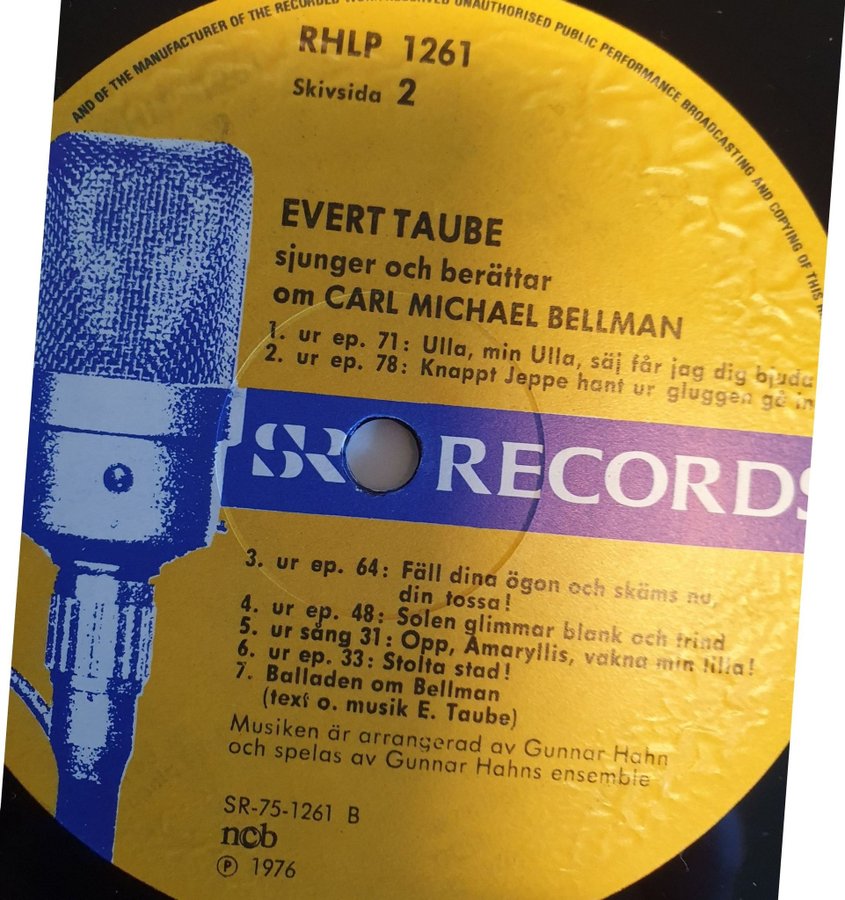 AND OF THE MANUFACTURER OF THE RECORDED WORK RESERVED UNAUTHORISED PUBLIC PERFORMANCE BROADCASTING AND COPYING OF THIS
RHLP 1261
Skivsida 2
EVERT TAUBE
sjunger och berättar
om CARL MICHAEL BELLMAN
1. ur ep. 71: Ulla, min Ulla, säj får jag dig bjuda
2. ur ep. 78: Knappt Jeppe hant ur gluggen gå in
SR RECORDS
3. ur ep. 64: Fäll dina ögon och skäms nu,
din tossa!
4. ur ep. 48: Solen glimmar blank och trind
5. ur sång 31: Opp, Amaryllis, vakna min lilla!
6. ur ep. 33: Stolta stad!
7. Balladen om Bellman
(text o. musik E. Taube)
Musiken är arrangerad av Gunnar Hahn
och spelas av Gunnar Hahns ensemble
SR-75-1261 B
ncb
Ⓟ 1976